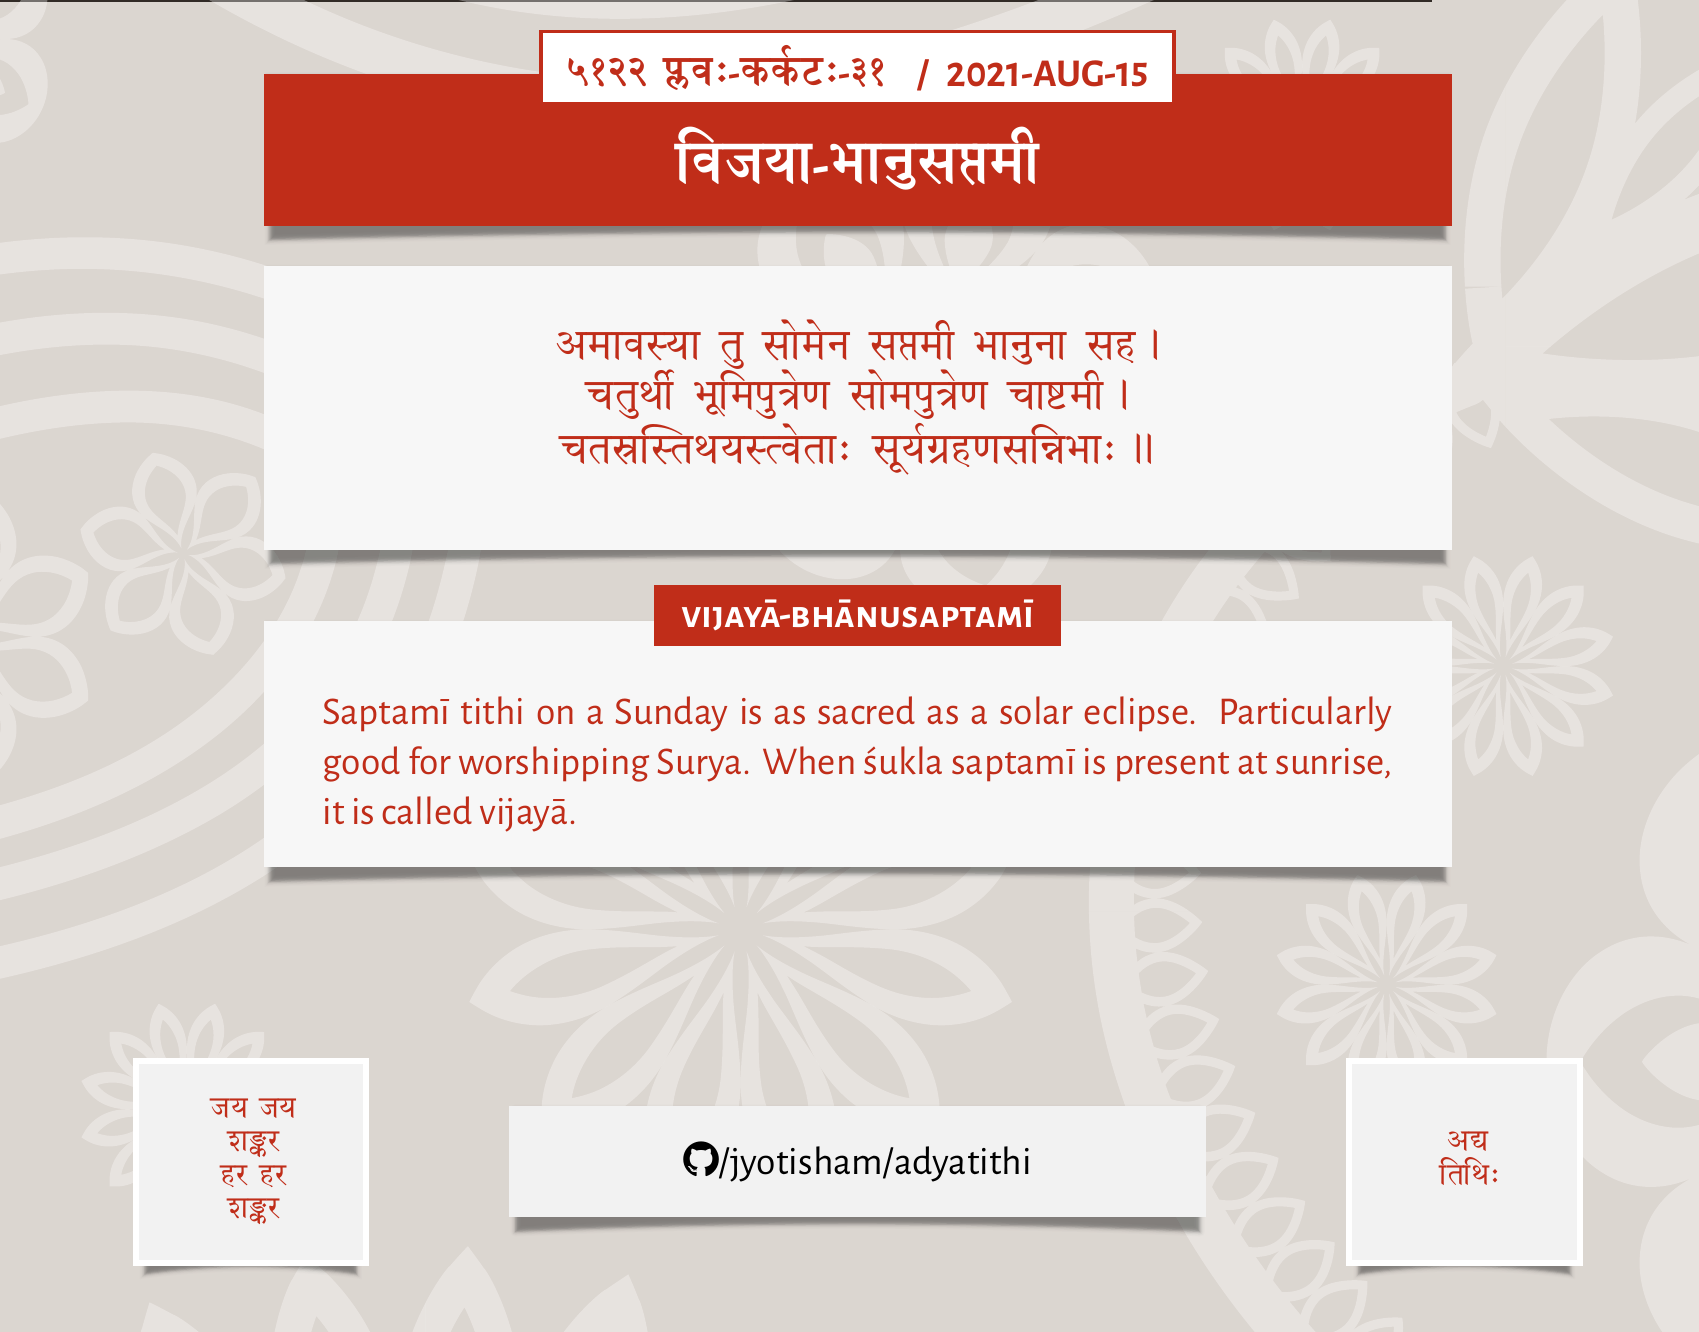 ५१२२ प्लवः-कर्कटः-३१ / 2021-AUG-15
विजया-भानुसप्तमी
अमावस्या तु सोमेन सप्तमी भानुना सह ।
चतुर्थी भूमिपुत्रेण सोमपुत्रेण चाष्टमी ।
चतस्रस्तिथयस्त्वेताः सूर्यग्रहणसन्निभाः ॥
VIJAYĀ-BHĀNUSAPTAMĪ
Saptamī tithi on a Sunday is as sacred as a solar eclipse. Particularly
good for worshipping Surya. When śukla saptamī is present at sunrise,
it is called vijayā.
जय जय
शङ्कर
हर हर
शङ्कर
/jyotisham/adyatithi
अद्य
तिथिः